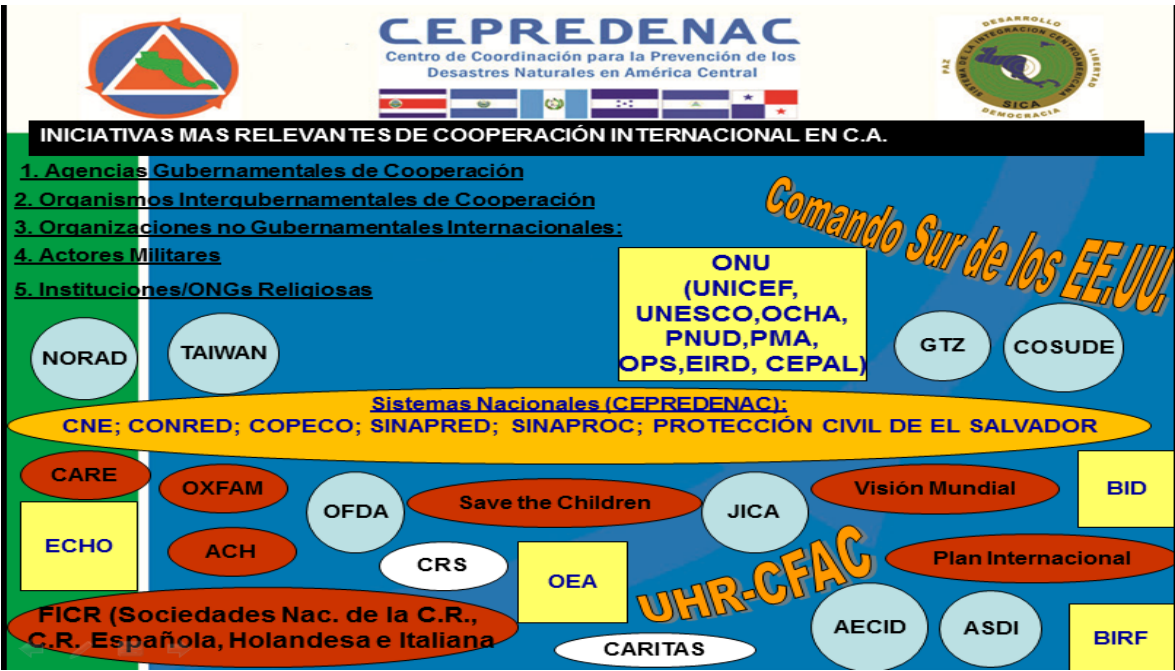 CEPREDENAC
Centro de Coordinación para la Prevención de los
Desastres Naturales en América Central
DESARROLLO
PAZ
LIBERTAD
SISTEMA DE LA INTEGRACION CENTROAMERICANA
SICA
DEMOCRACIA
INICIATIVAS MAS RELEVANTES DE COOPERACIÓN INTERNACIONAL EN C.A.
1. Agencias Gubernamentales de Cooperación
2. Organismos Intergubernamentales de Cooperación
3. Organizaciones no Gubernamentales Internacionales:
4. Actores Militares
5. Instituciones/ONGs Religiosas
Comando Sur de los EE.UU.
ONU
(UNICEF,
UNESCO,OCHA,
PNUD,PMA,
OPS,EIRD, CEPAL)
NORAD
TAIWAN
GTZ
COSUDE
Sistemas Nacionales (CEPREDENAC):
CNE; CONRED; COPECO; SINAPRED; SINAPROC; PROTECCIÓN CIVIL DE EL SALVADOR
CARE
OXFAM
OFDA
Save the Children
JICA
Visión Mundial
BID
ECHO
ACH
CRS
OEA
UHR-CFAC
Plan Internacional
FICR (Sociedades Nac. de la C.R.,
C.R. Española, Holandesa e Italiana
CARITAS
AECID
ASDI
BIRF